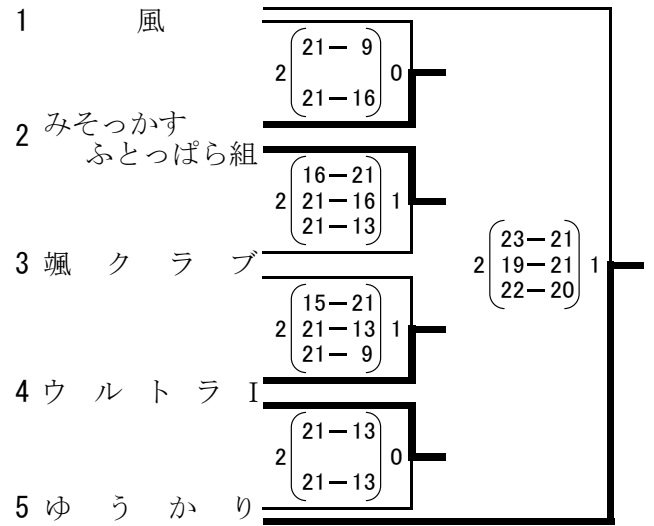 1 風
2 (21－9 21－16) 0
2 みそっかす
ふとっぱら組
2 (16－21 21－16 21－13) 1
3 颯クラブ
2 (23－21 19－21 22－20) 1
2 (15－21 21－13 21－9) 1
4 ウルトラI
2 (21－13 21－13) 0
5 ゆうかり